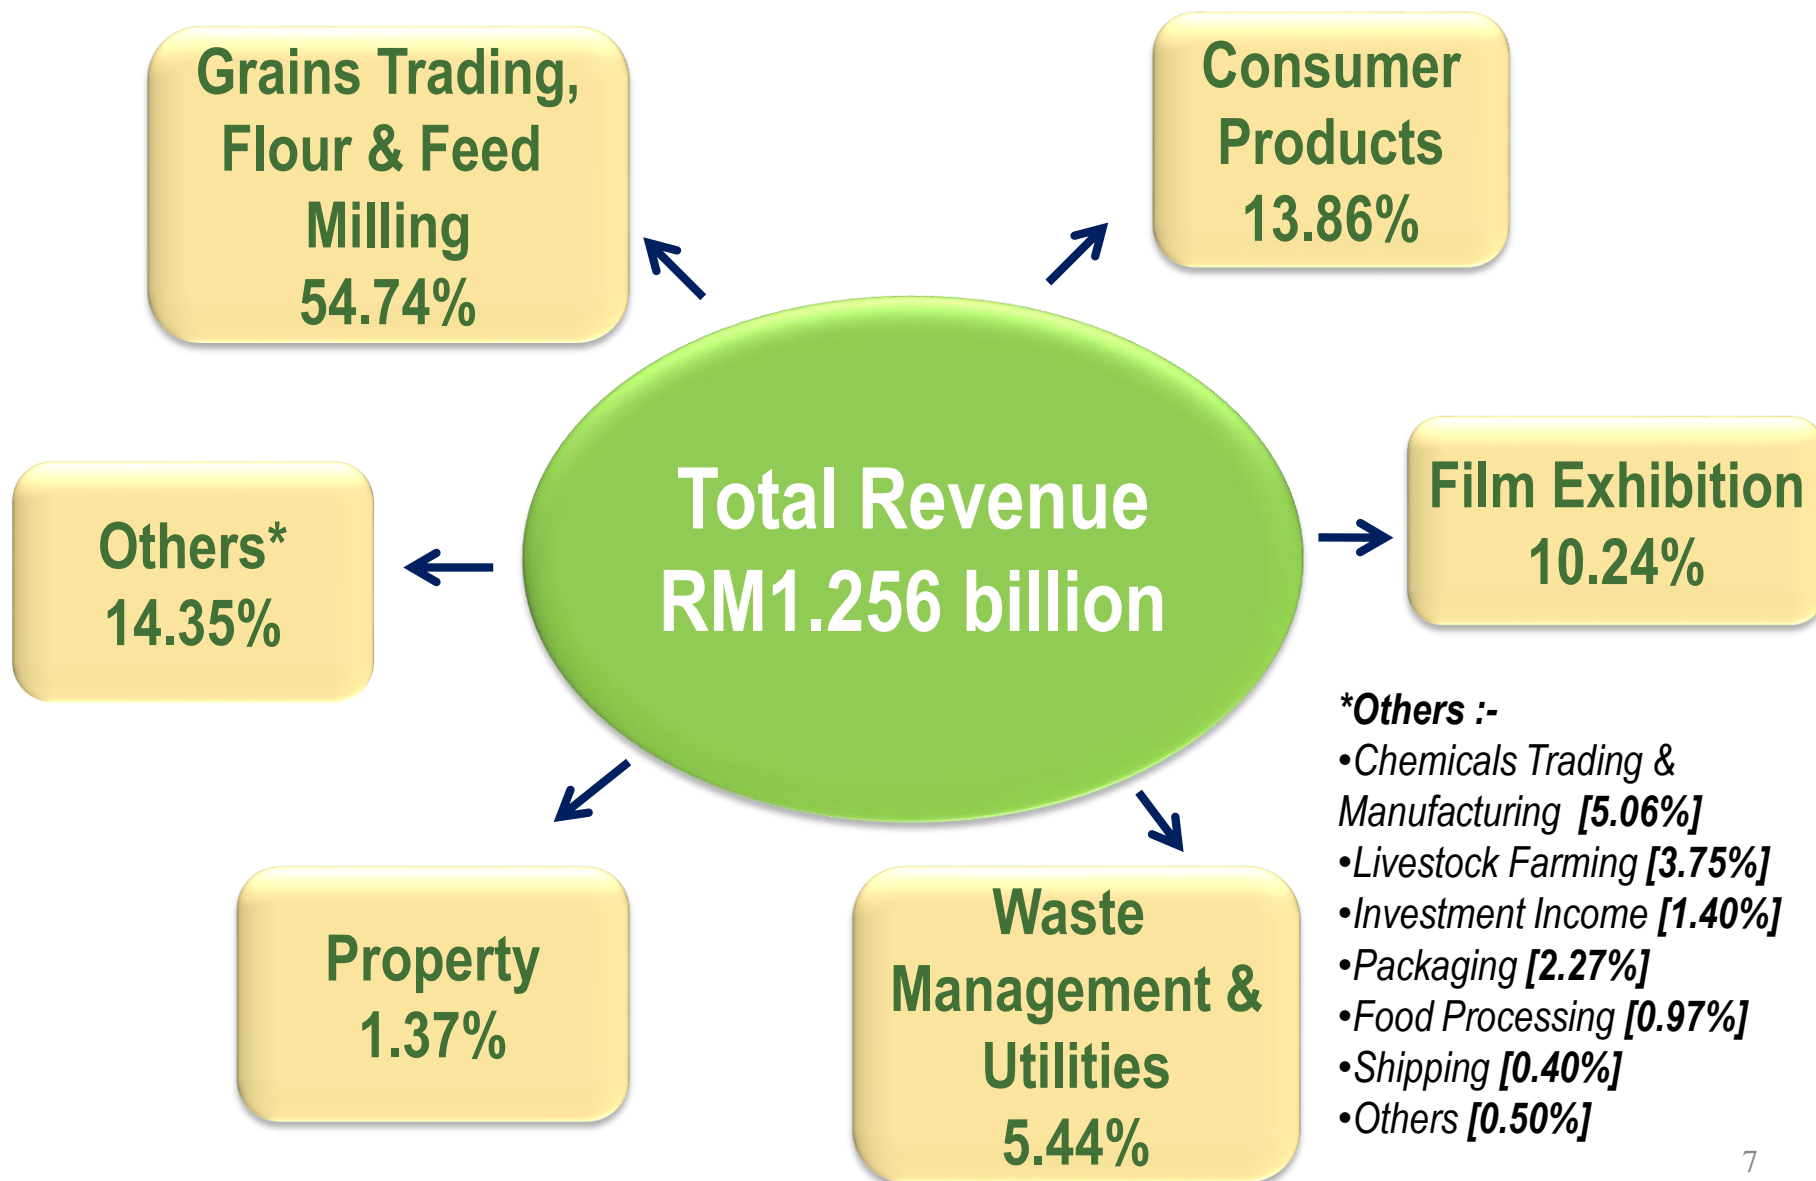 Grains Trading,
Flour & Feed
Milling
54.74%
Consumer
Products
13.86%
Total Revenue
RM1.256 billion
Film Exhibition
10.24%
Others*
14.35%
Property
1.37%
Waste
Management &
Utilities
5.44%
*Others :-
•Chemicals Trading &
Manufacturing [5.06%]
•Livestock Farming [3.75%]
•Investment Income [1.40%]
•Packaging [2.27%]
•Food Processing [0.97%]
•Shipping [0.40%]
•Others [0.50%]
7